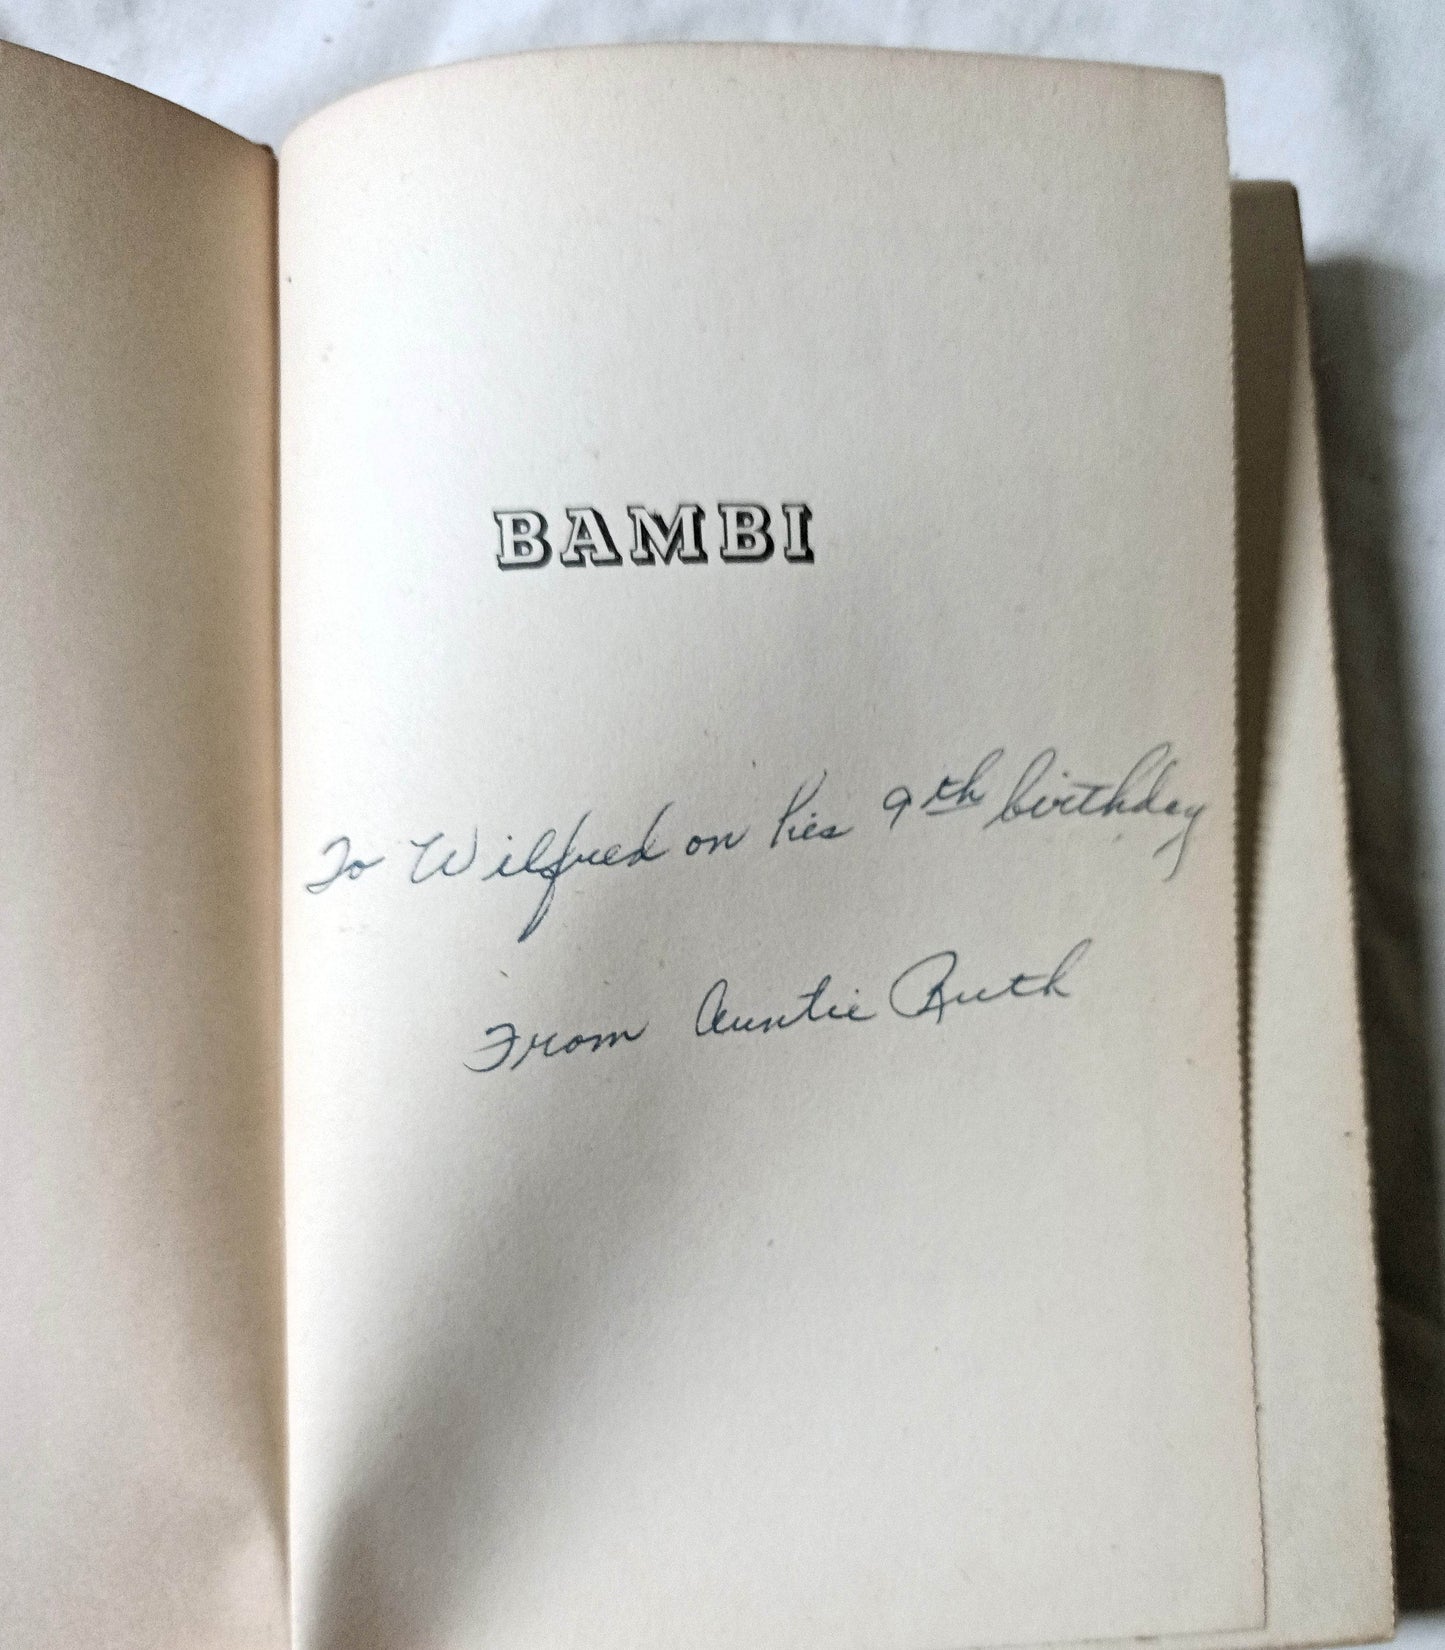 BAMBI
To Wilfred on his 9th birthday
From Auntie Ruth